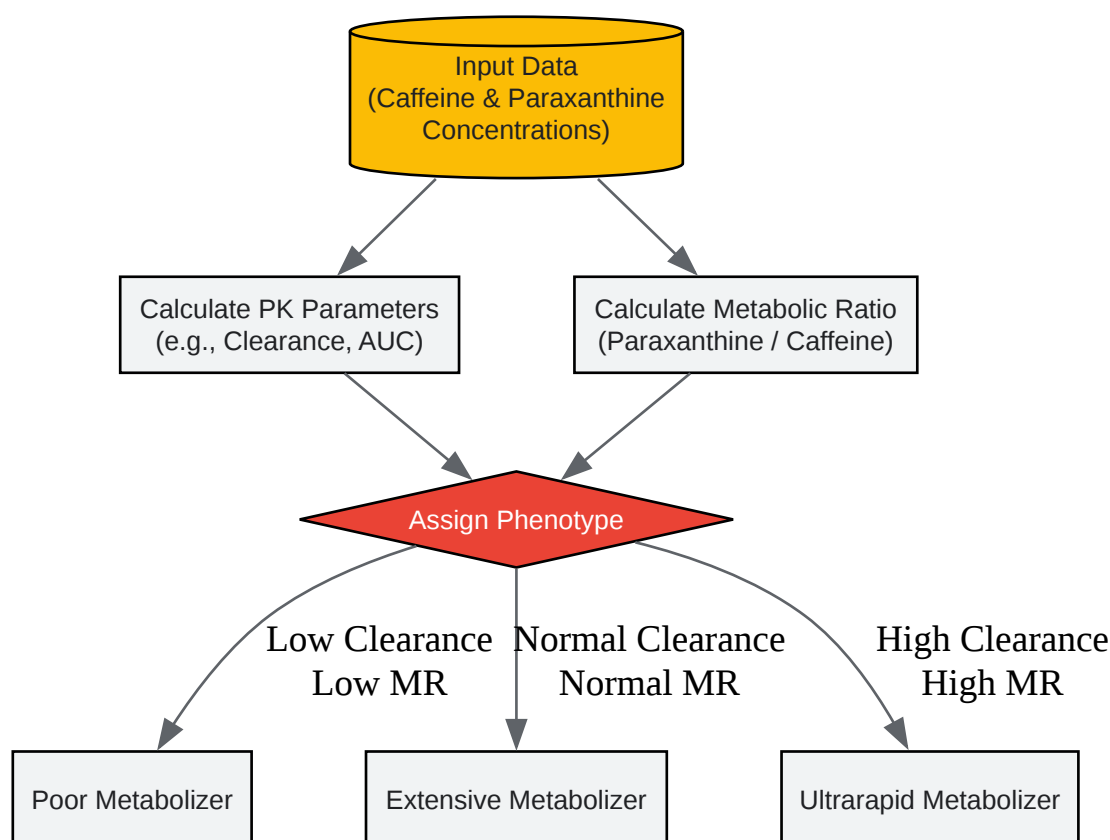 Input Data
(Caffeine & Paraxanthine
Concentrations)
Calculate PK Parameters
(e.g., Clearance, AUC)
Calculate Metabolic Ratio
(Paraxanthine / Caffeine)
Assign Phenotype
Low Clearance
Low MR
Normal Clearance
Normal MR
High Clearance
High MR
Poor Metabolizer
Extensive Metabolizer
Ultrarapid Metabolizer